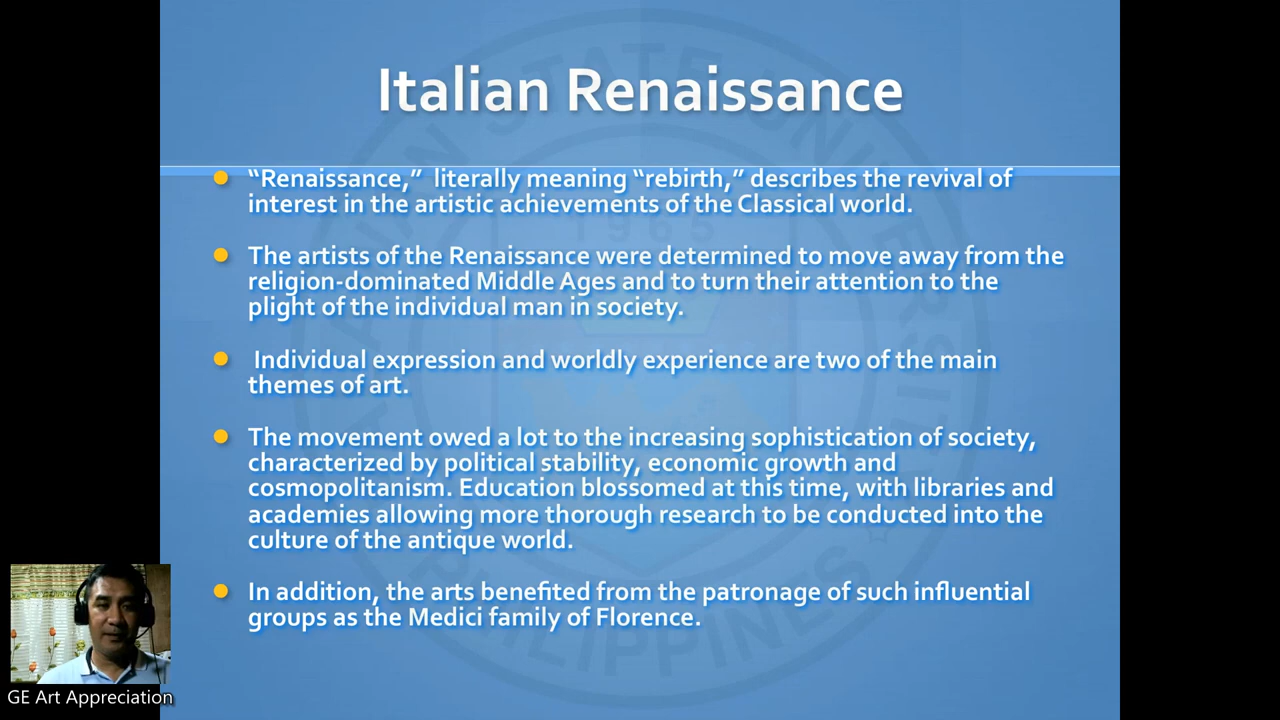 Italian Renaissance
“Renaissance,” literally meaning “rebirth,” describes the revival of
interest in the artistic achievements of the Classical world.
The artists of the Renaissance were determined to move away from the
religion-dominated Middle Ages and to turn their attention to the
plight of the individual man in society.
Individual expression and worldly experience are two of the main
themes of art.
The movement owed a lot to the increasing sophistication of society,
characterized by political stability, economic growth and
cosmopolitanism. Education blossomed at this time, with libraries and
academies allowing more thorough research to be conducted into the
culture of the antique world.
In addition, the arts benefited from the patronage of such influential
groups as the Medici family of Florence.
GE Art Appreciation
STATE UNIVERSITY
1965
PHILIPPINES